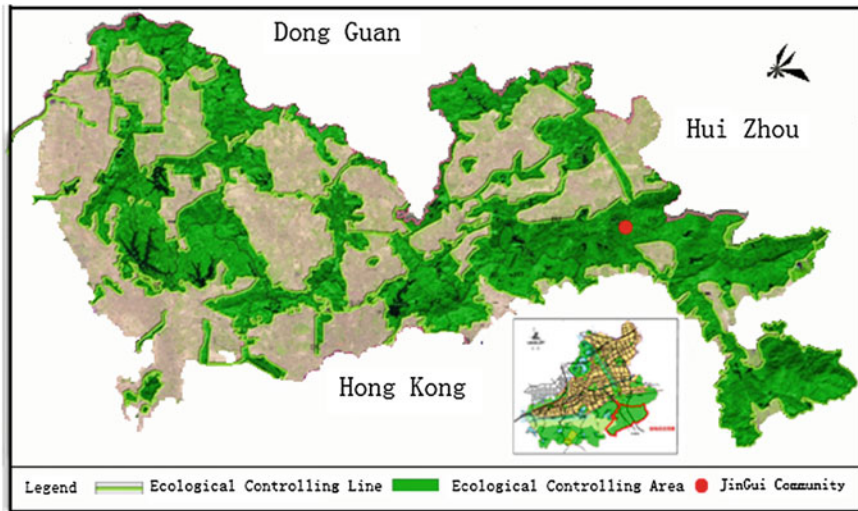 Dong Guan
Hui Zhou
Hong Kong
Legend Ecological Controlling Line Ecological Controlling Area JinGui Community